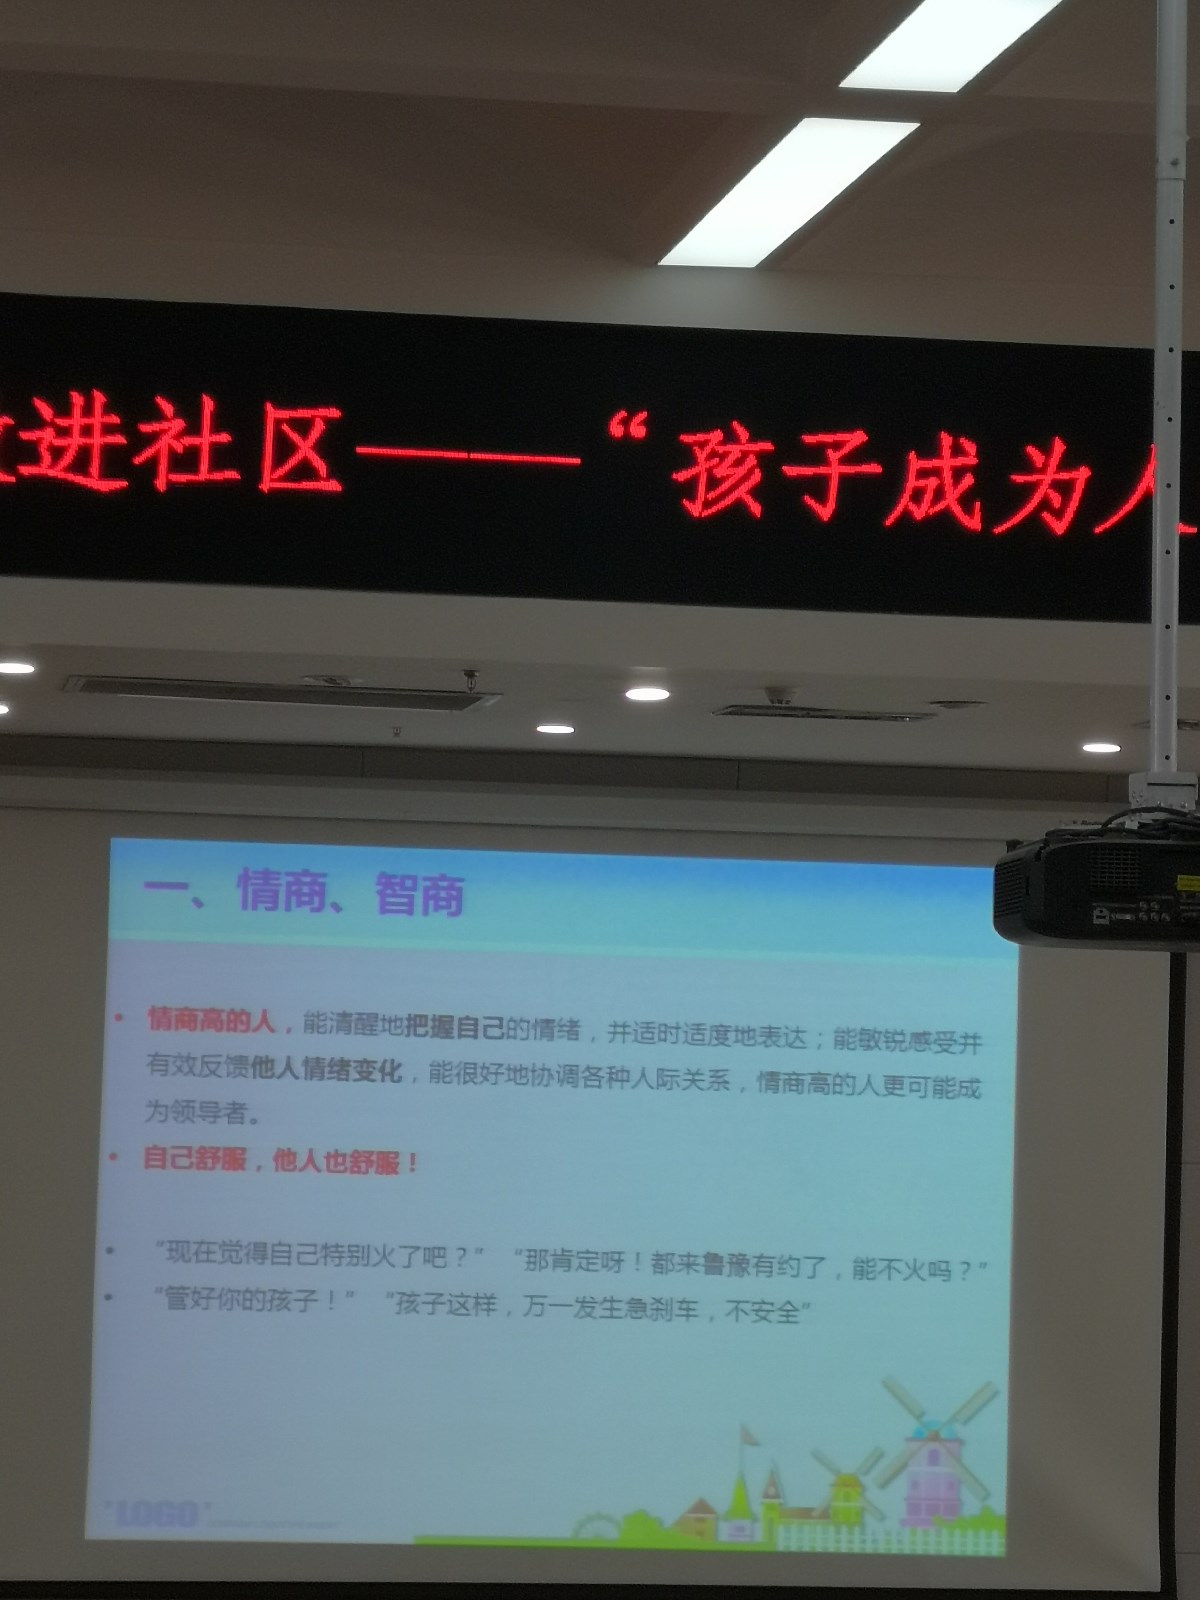 进社区——“孩子成为人
一、情商、智商
• 情商高的人，能清醒地把握自己的情绪，并适时适度地表达；能敏锐感受并
有效反馈他人情绪变化，能很好地协调各种人际关系，情商高的人更可能成
为领导者。
• 自己舒服，他人也舒服！
• “现在觉得自己特别火了吧？” “那肯定呀！都来鲁豫有约了，能不火吗？”
• “管好你的孩子！” “孩子这样，万一发生急刹车，不安全”
LOGO